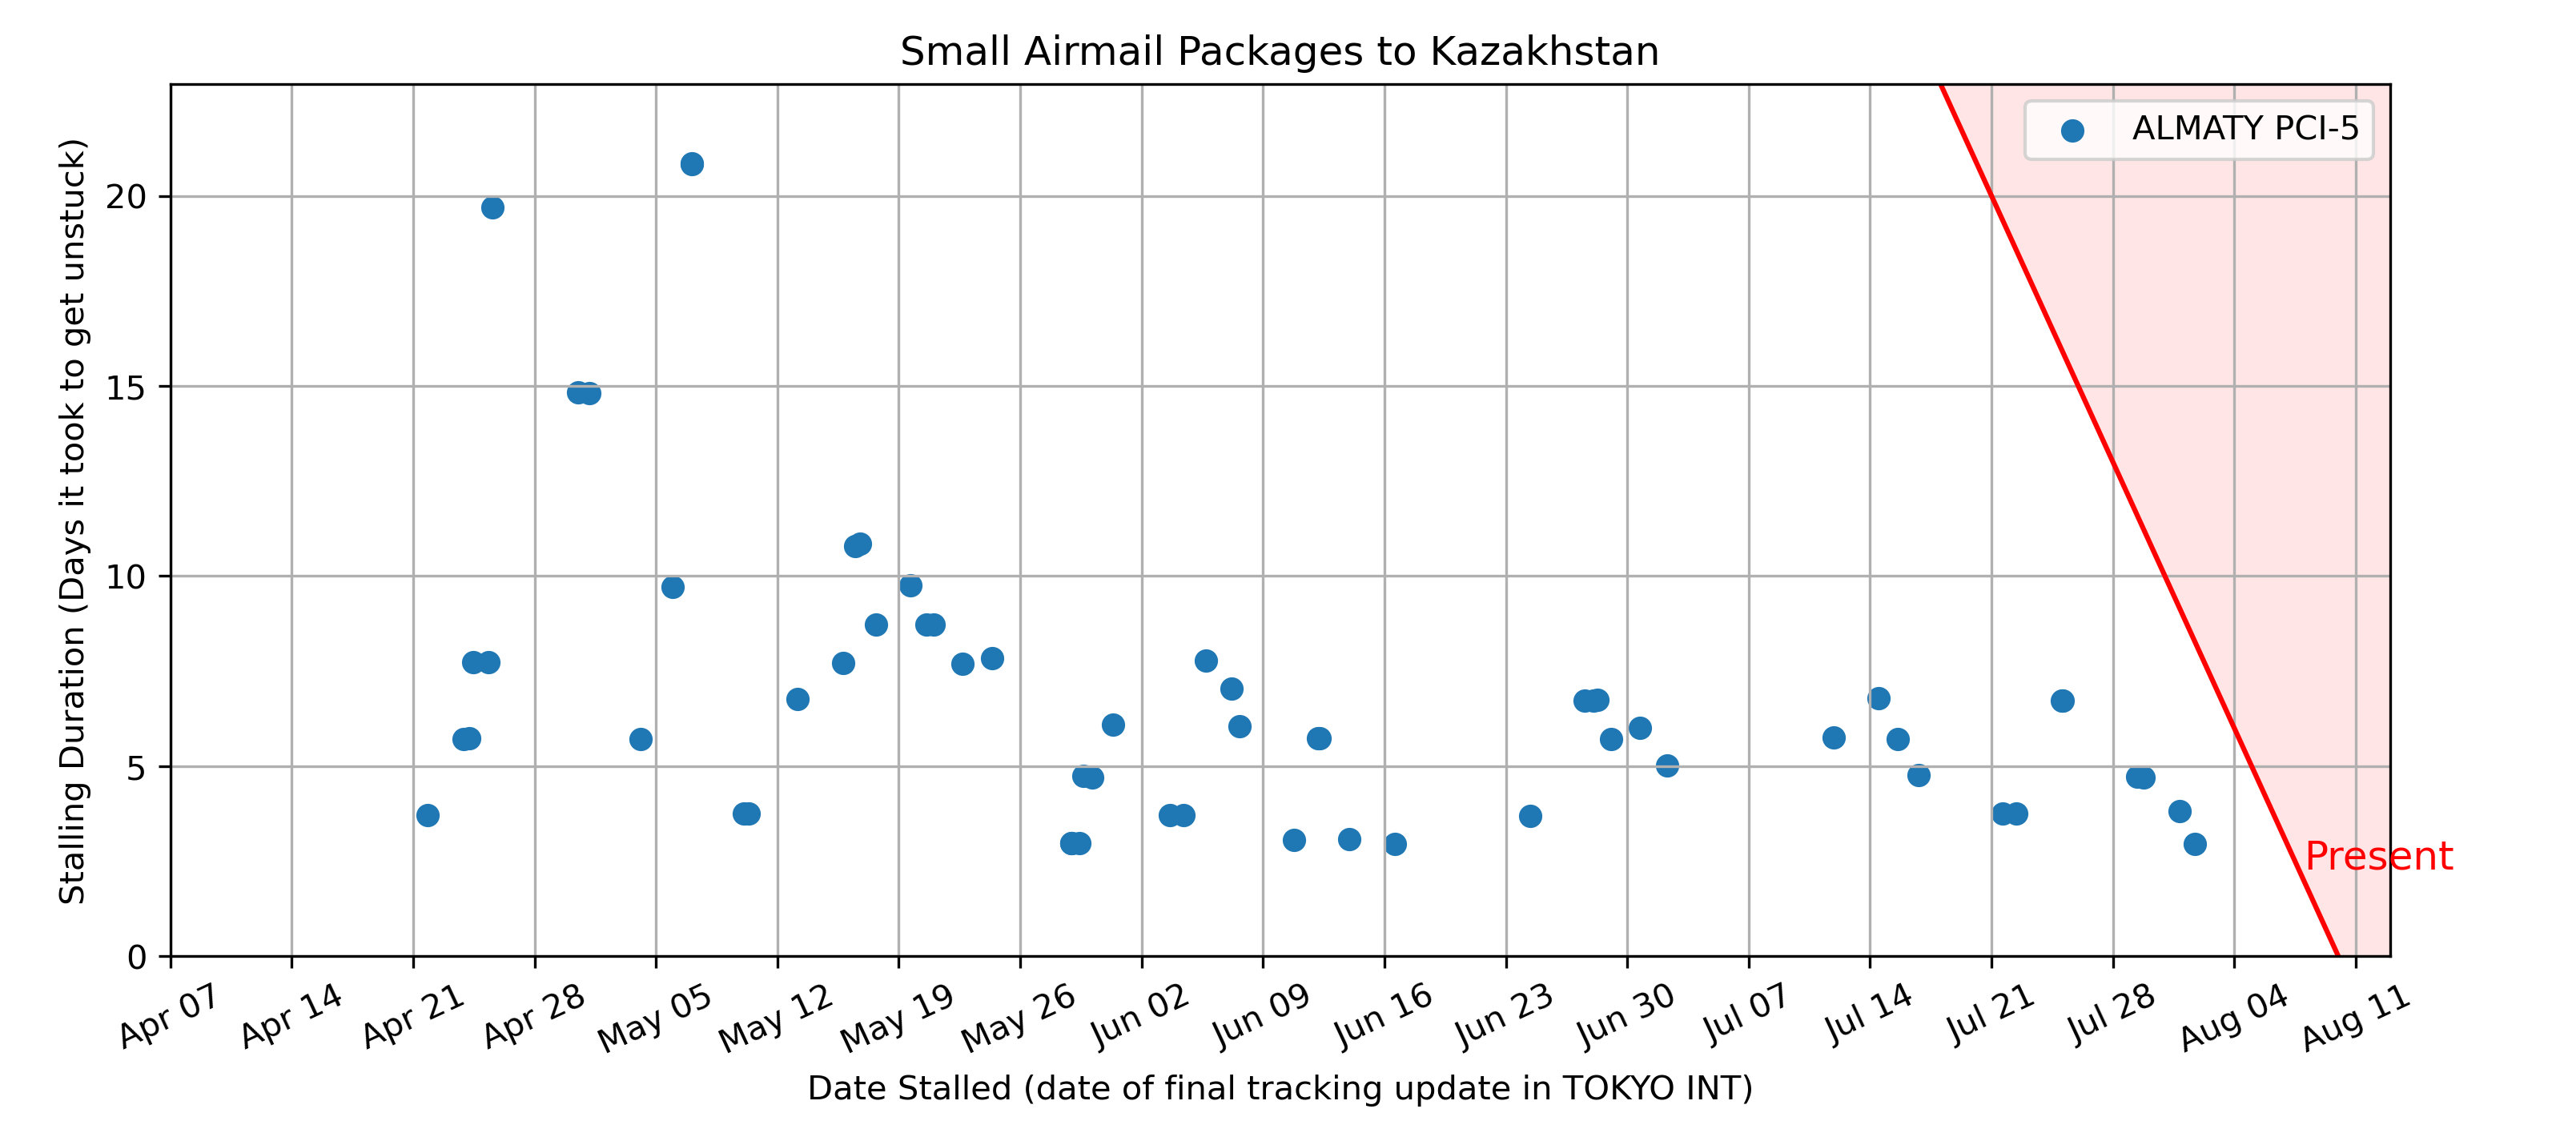 Small Airmail Packages to Kazakhstan
ALMATY PCI-5
Stalling Duration (Days it took to get unstuck)
20
15
10
5
0
Present
Apr 07
Apr 14
Apr 21
Apr 28
May 05
May 12
May 19
May 26
Jun 02
Jun 09
Jun 16
Jun 23
Jun 30
Jul 07
Jul 14
Jul 21
Jul 28
Aug 04
Aug 11
Date Stalled (date of final tracking update in TOKYO INT)